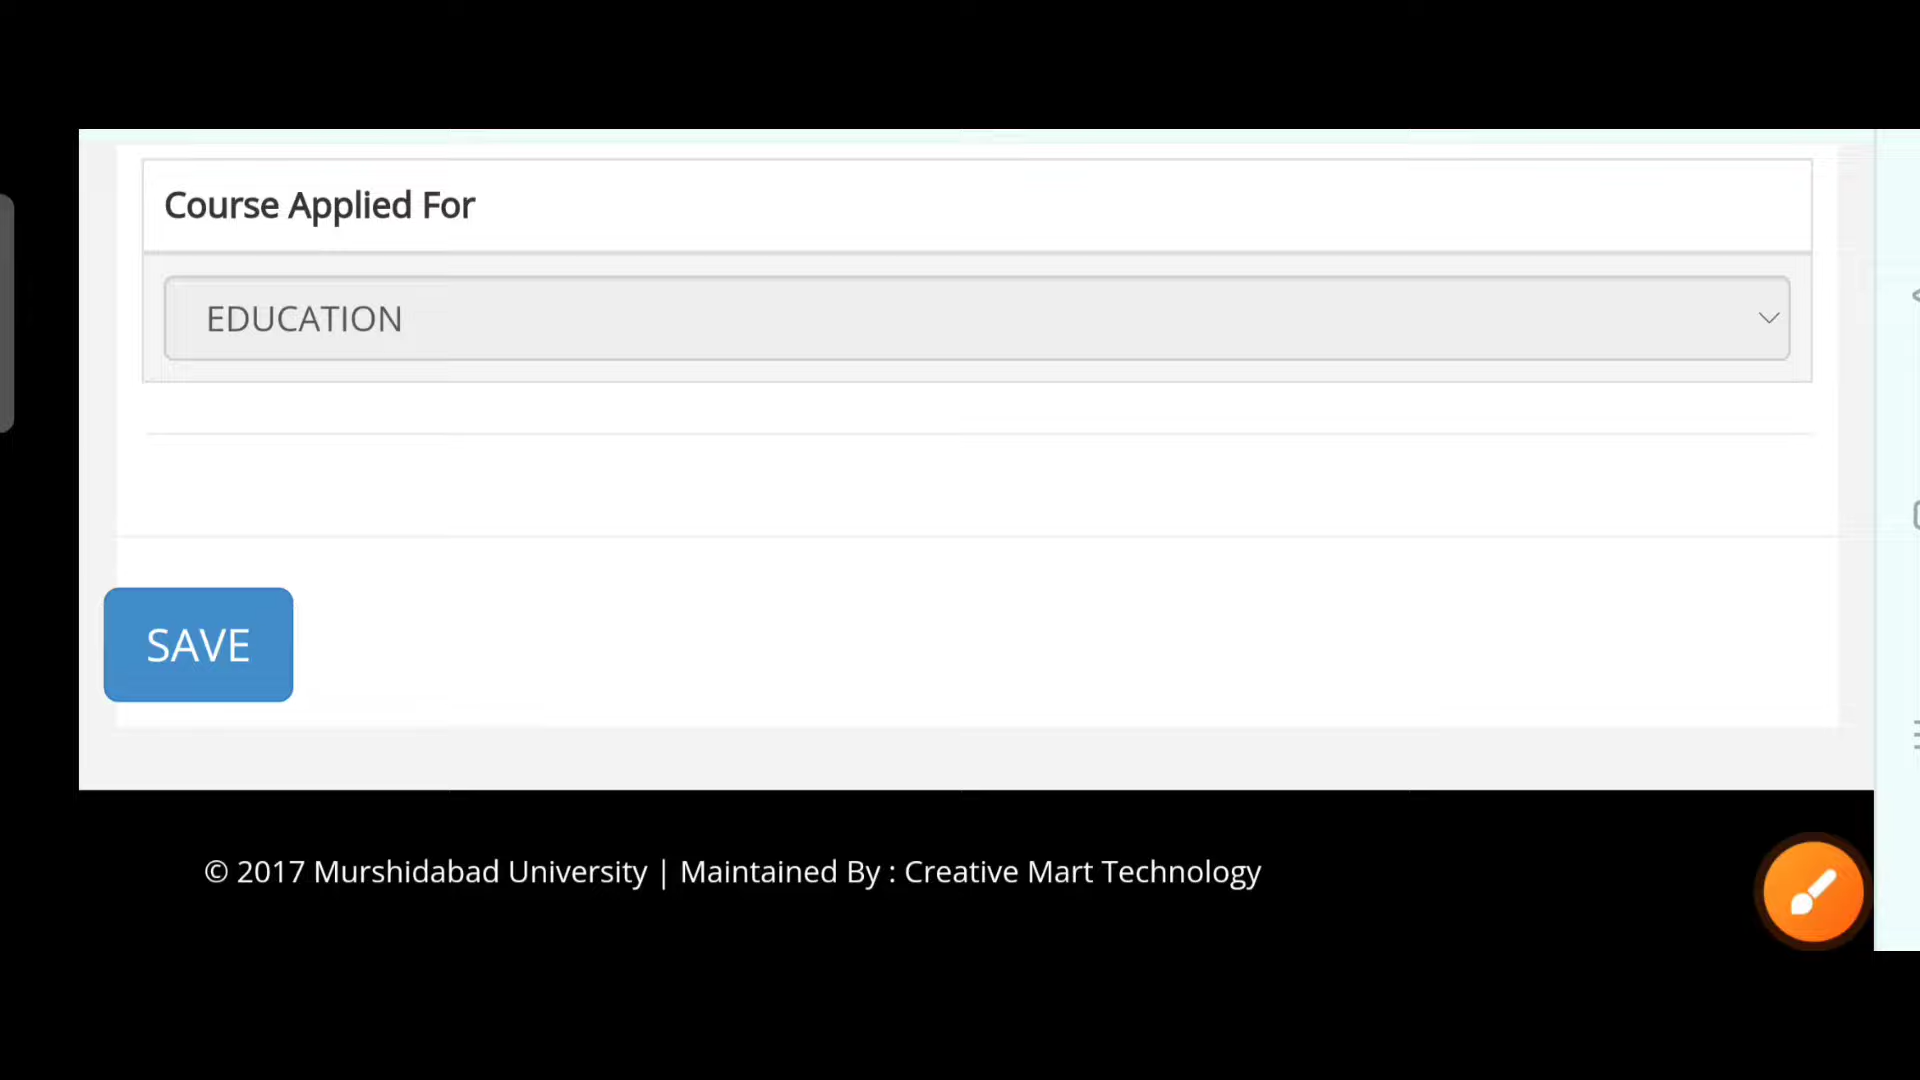 Course Applied For
EDUCATION
SAVE
© 2017 Murshidabad University | Maintained By : Creative Mart Technology